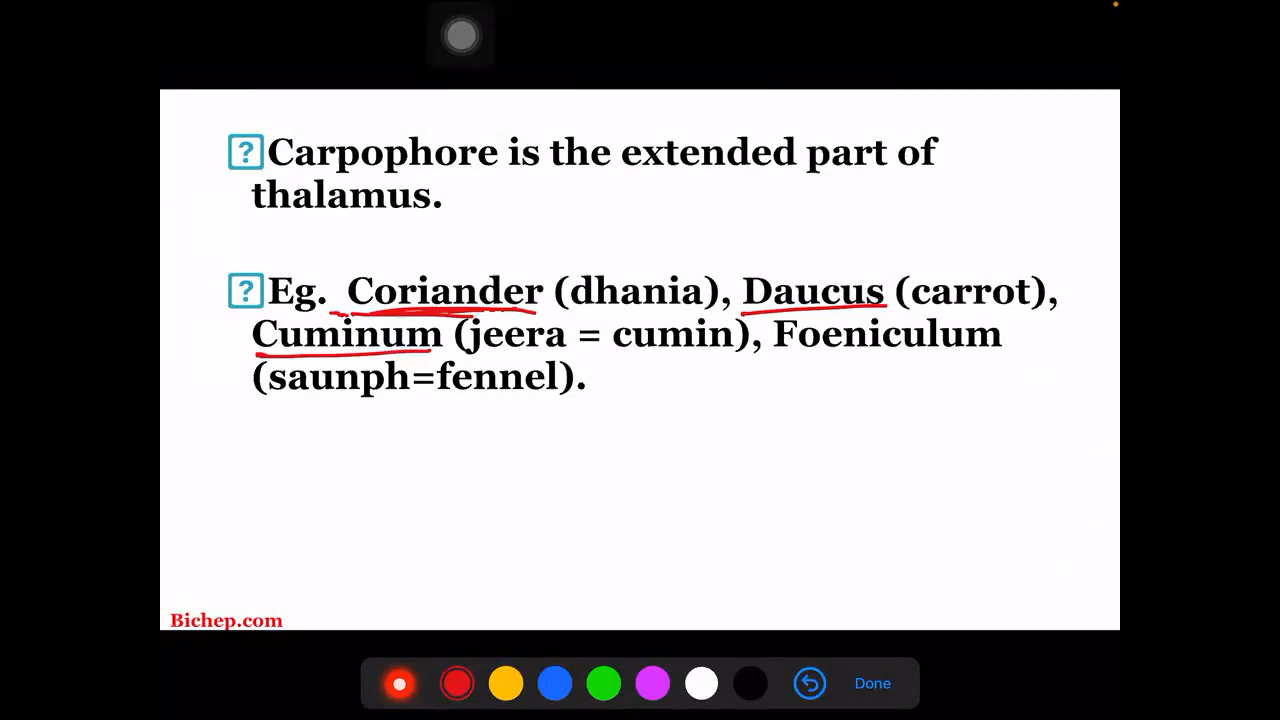 ?Carpophore is the extended part of
thalamus.
?Eg. Coriander (dhania), Daucus (carrot),
Cuminum (jeera = cumin), Foeniculum
(saunph=fennel).
Bichep.com
Done